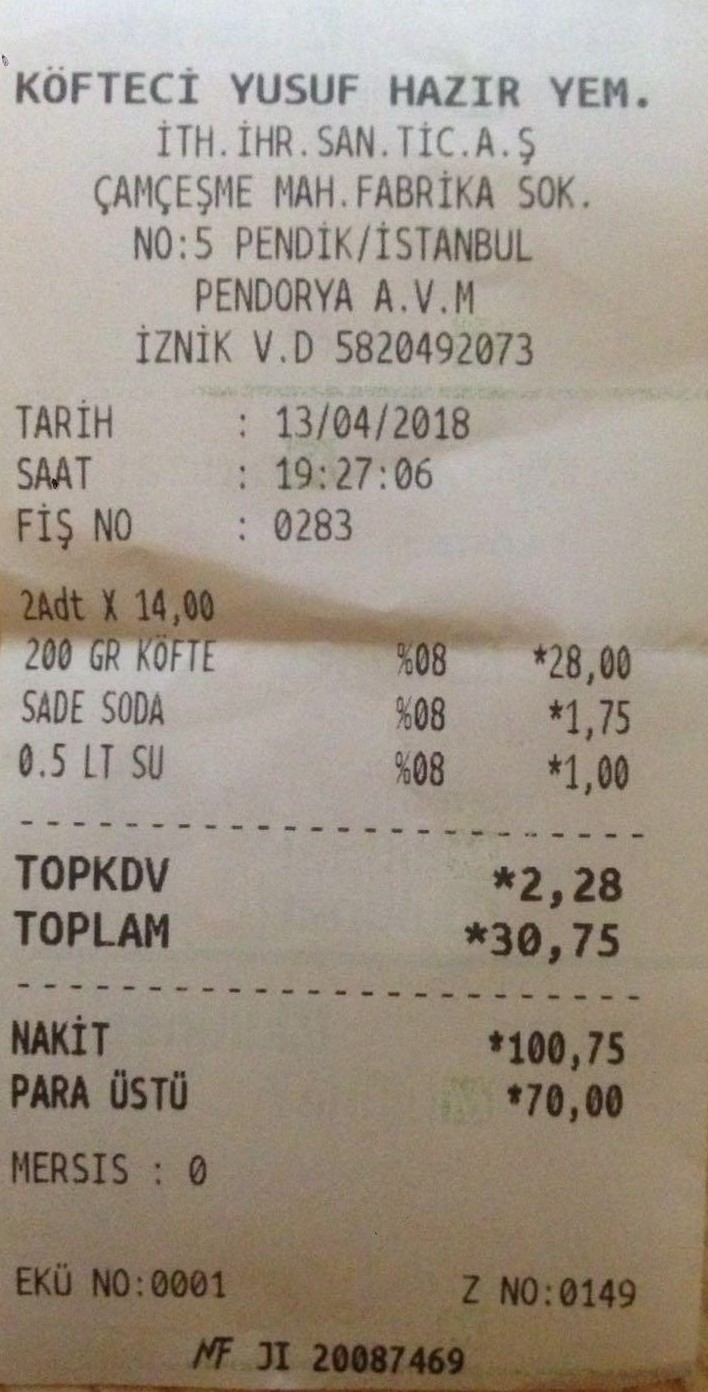 KÖFTECİ YUSUF HAZIR YEM.
İTH.İHR.SAN.TİC.A.Ş
ÇAMÇEŞME MAH.FABRİKA SOK.
NO:5 PENDİK/İSTANBUL
PENDORYA A.V.M
İZNİK V.D 5820492073
TARİH : 13/04/2018
SAAT : 19:27:06
FİŞ NO : 0283
2Adt X 14,00
200 GR KÖFTE %08 *28,00
SADE SODA %08 *1,75
0.5 LT SU %08 *1,00
TOPKDV *2,28
TOPLAM *30,75
NAKİT *100,75
PARA ÜSTÜ *70,00
MERSIS : 0
EKÜ NO:0001 Z NO:0149
MF JI 20087469